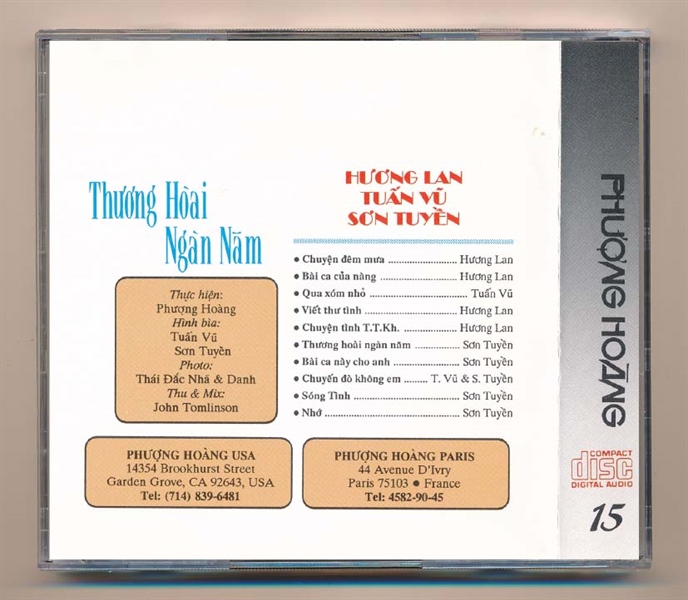 Thương Hòai
Ngàn Năm
Thực hiện:
Phượng Hoàng
Hình bìa:
Tuấn Vũ
Sơn Tuyền
Photo:
Thái Đắc Nhã & Danh
Thu & Mix:
John Tomlinson
HƯƠNG LAN
TUẤN VŨ
SƠN TUYỀN
• Chuyện đêm mưa ..................... Hương Lan
• Bài ca của nàng ....................... Hương Lan
• Qua xóm nhỏ ............................. Tuấn Vũ
• Viết thư tình ............................ Hương Lan
• Chuyện tình T.T.Kh. ................ Hương Lan
• Thương hoài ngàn năm ............. Sơn Tuyền
• Bài ca này cho anh .................... Sơn Tuyền
• Chuyến đò không em ........ T. Vũ & S. Tuyền
• Sóng Tình ................................ Sơn Tuyền
• Nhớ ......................................... Sơn Tuyền
PHƯỢNG HOÀNG USA
14354 Brookhurst Street
Garden Grove, CA 92643, USA
Tel: (714) 839-6481
PHƯỢNG HOÀNG PARIS
44 Avenue D'Ivry
Paris 75103 • France
Tel: 4582-90-45
PHƯỢNG HOÀNG
COMPACT
disc
DIGITAL AUDIO
15